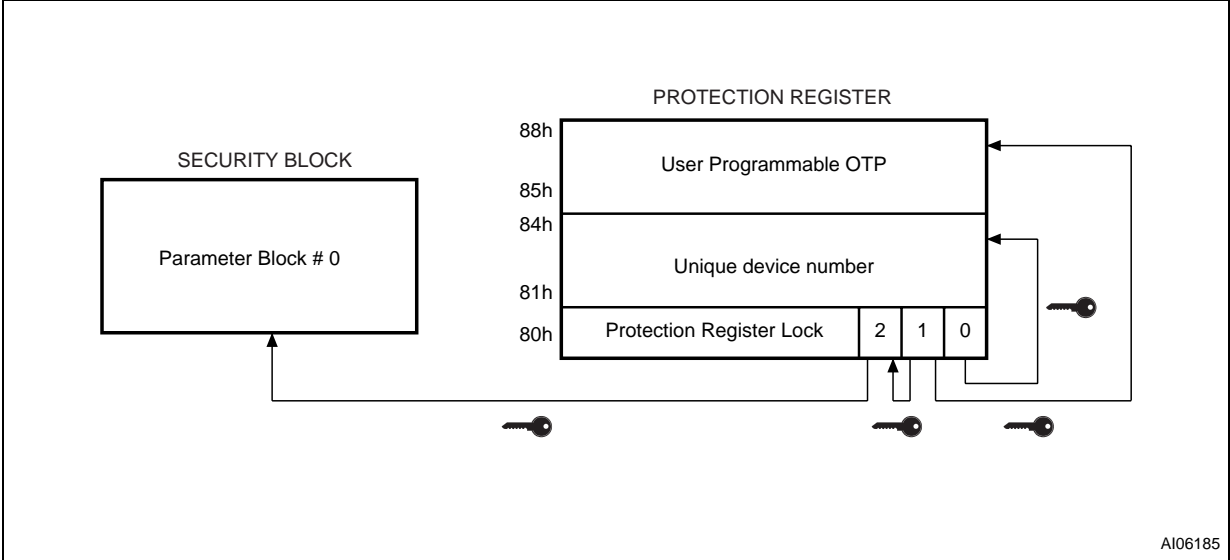 PROTECTION REGISTER
88h
User Programmable OTP
SECURITY BLOCK
85h
84h
Parameter Block # 0
Unique device number
81h
80h
Protection Register Lock 2 1 0
AI06185